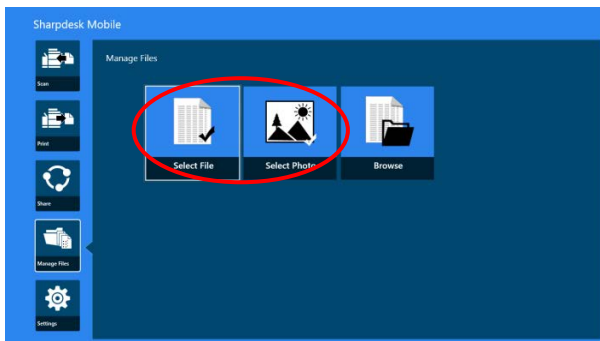 Sharpdesk Mobile
Scan
Print
Share
Manage Files
Settings
Manage Files
Select File
Select Photo
Browse